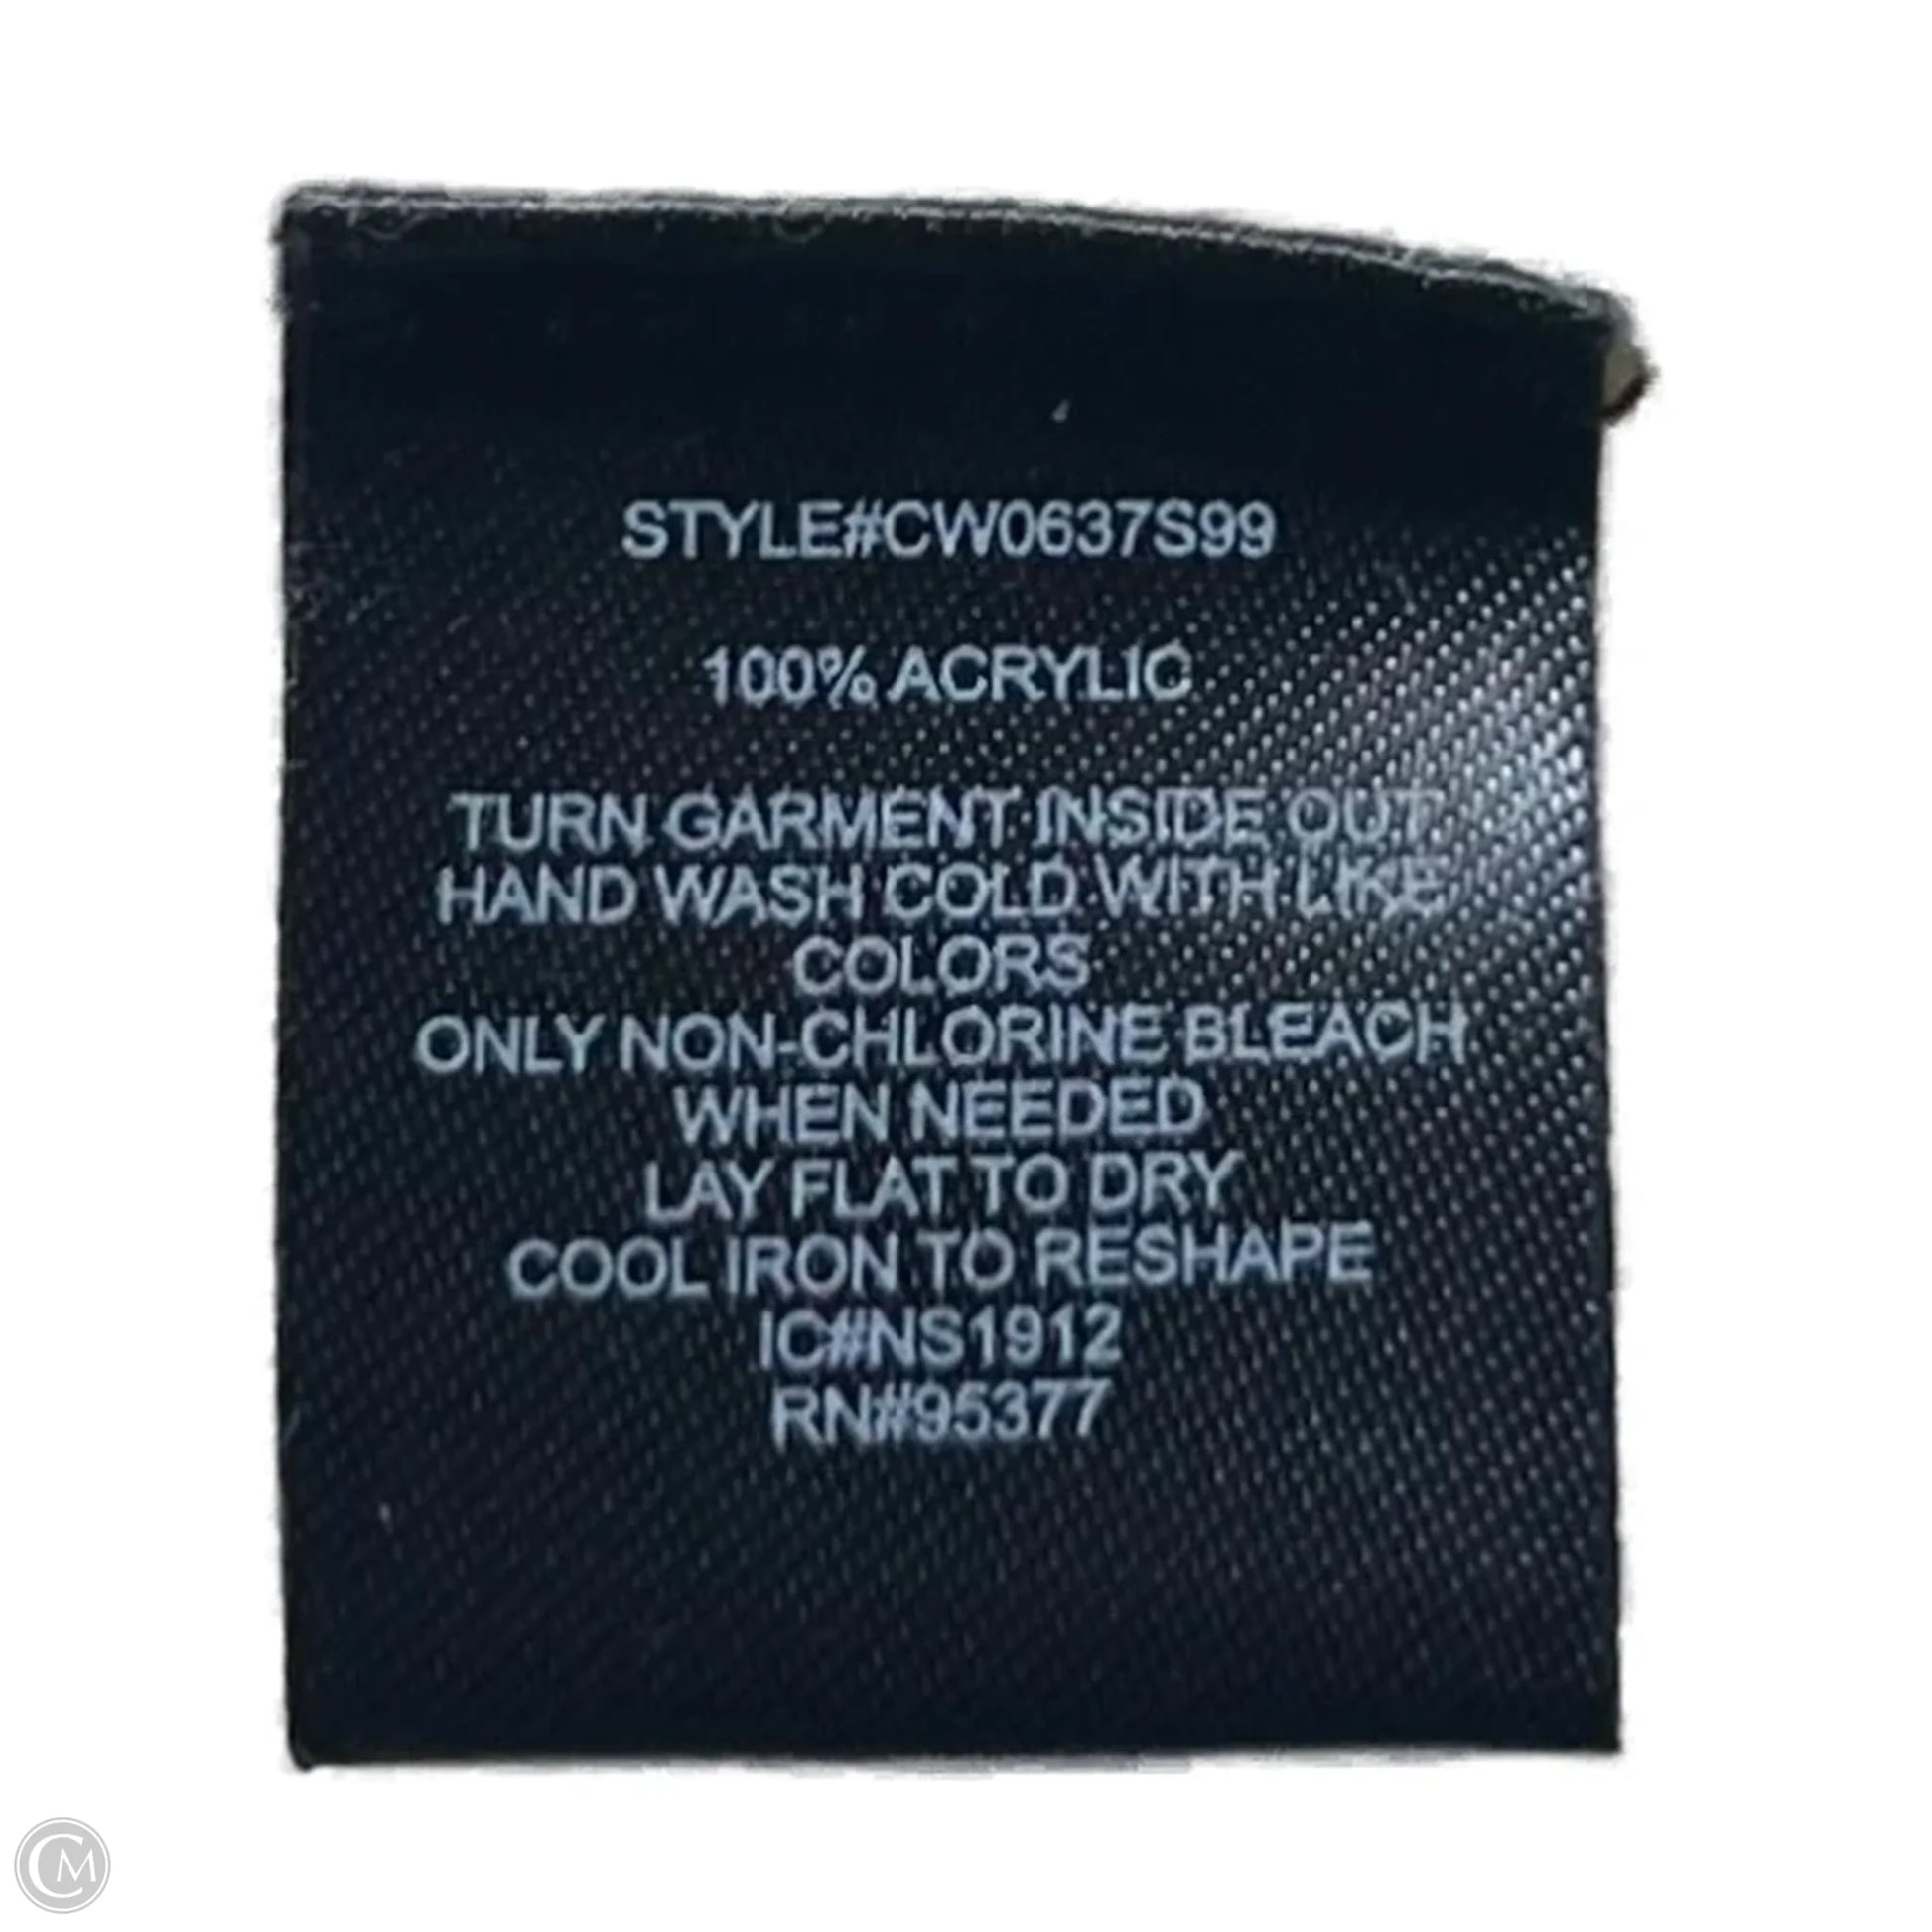 STYLE#CW0637S99
100% ACRYLIC
TURN GARMENT INSIDE OUT
HAND WASH COLD WITH LIKE
COLORS
ONLY NON-CHLORINE BLEACH
WHEN NEEDED
LAY FLAT TO DRY
COOL IRON TO RESHAPE
IC#NS1912
RN#95377
CM